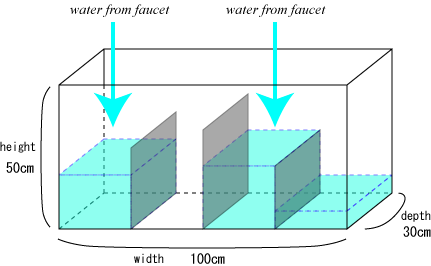 water from faucet
water from faucet
height
50cm
depth
30cm
width 100cm